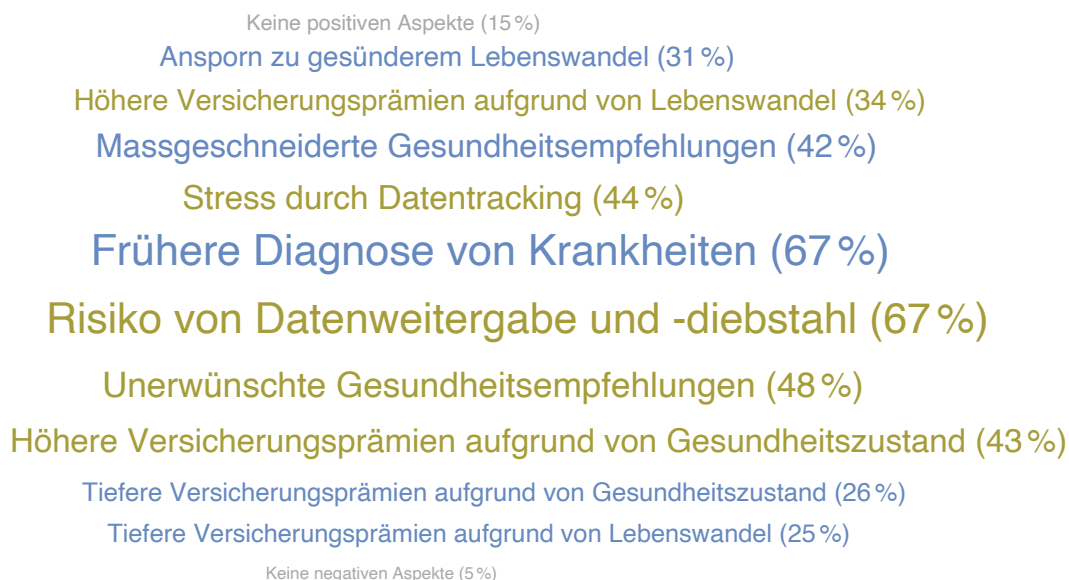 Keine positiven Aspekte (15 %)
Ansporn zu gesünderem Lebenswandel (31 %)
Höhere Versicherungsprämien aufgrund von Lebenswandel (34 %)
Massgeschneiderte Gesundheitsempfehlungen (42 %)
Stress durch Datentracking (44 %)
Frühere Diagnose von Krankheiten (67 %)
Risiko von Datenweitergabe und -diebstahl (67 %)
Unerwünschte Gesundheitsempfehlungen (48 %)
Höhere Versicherungsprämien aufgrund von Gesundheitszustand (43 %)
Tiefere Versicherungsprämien aufgrund von Gesundheitszustand (26 %)
Tiefere Versicherungsprämien aufgrund von Lebenswandel (25 %)
Keine negativen Aspekte (5 %)